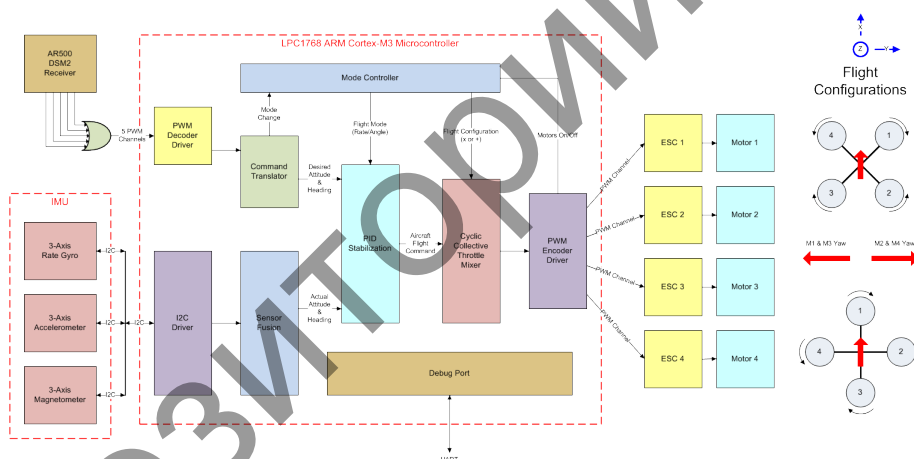 AR500
DSM2
Receiver
5 PWM
Channels
LPC1768 ARM Cortex-M3 Microcontroller
Mode Controller
PWM
Decoder
Driver
Mode
Change
Command
Translator
Flight Mode
(Rate/Angle)
Flight Configuration
(x or +)
Motors On/Off
Desired
Attitude
&
Heading
PID
Stabilization
Aircraft
Flight
Command
Cyclic
Collective
Throttle
Mixer
PWM
Encoder
Driver
IMU
3-Axis
Rate Gyro
3-Axis
Accelerometer
3-Axis
Magnetometer
I2C
I2C
I2C
I2C
I2C
Driver
Sensor
Fusion
Actual
Attitude
&
Heading
Debug Port
UART
PWM Channel
PWM Channel
PWM Channel
PWM Channel
ESC 1
Motor 1
ESC 2
Motor 2
ESC 3
Motor 3
ESC 4
Motor 4
X
Z
Y
Flight
Configurations
4
1
3
2
M1 & M3 Yaw
M2 & M4 Yaw
1
4
2
3